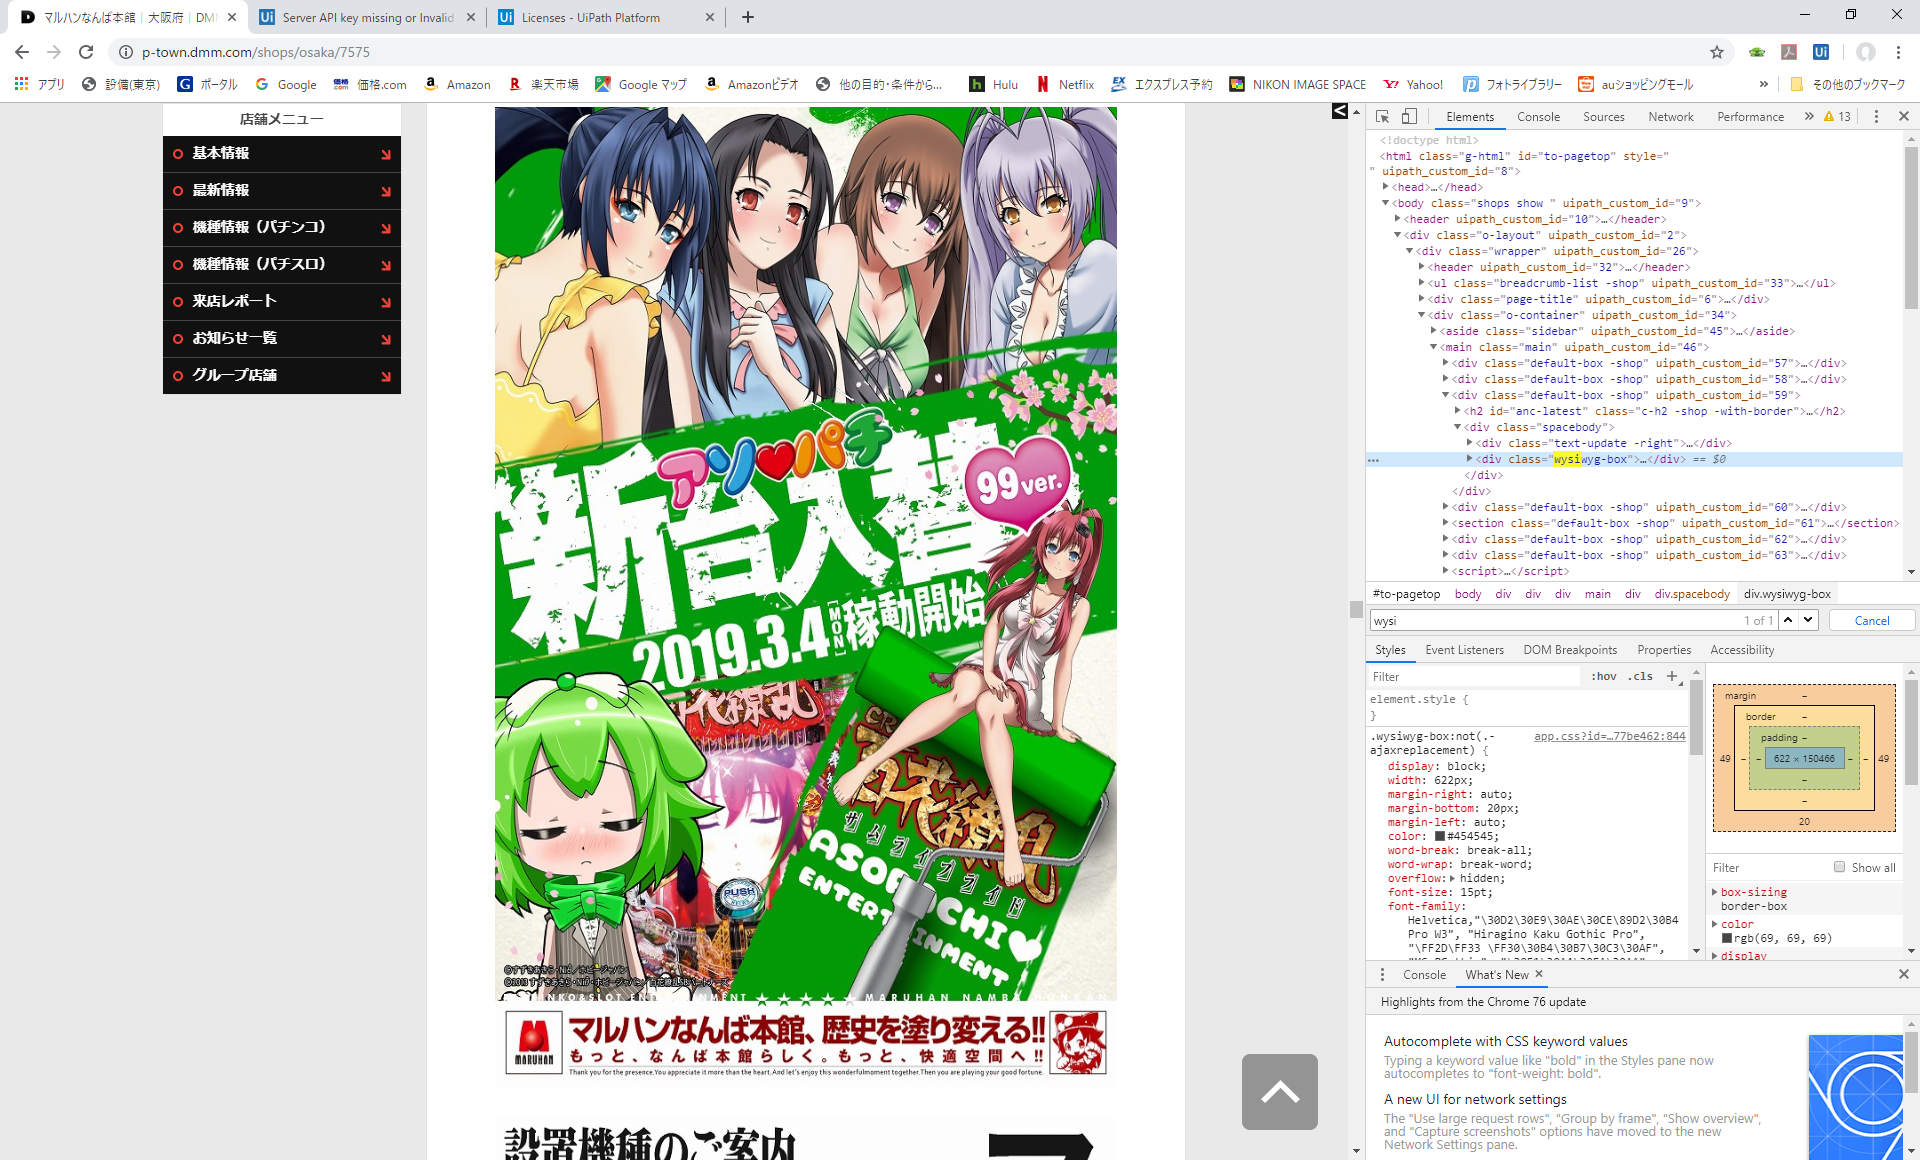 マルハンなんば本館｜大阪府｜DMM
Server API key missing or Invalid
Licenses - UiPath Platform
p-town.dmm.com/shops/osaka/7575
アプリ
設備(東京)
ポータル
Google
価格.com
Amazon
楽天市場
Google マップ
Amazonビデオ
他の目的・条件から...
Hulu
Netflix
エクスプレス予約
NIKON IMAGE SPACE
Yahoo!
フォトライブラリー
auショッピングモール
»
その他のブックマーク
店舗メニュー
基本情報
最新情報
機種情報（パチンコ）
機種情報（パチスロ）
来店レポート
お知らせ一覧
グループ店舗
アソ♥パチ
新台入替
99ver.
2019.3.4[MON]稼動開始
百花繚乱
サムライブライド
PUSH
ENTERTAINMENT
©すずきあきら・Niθ／ホビージャパン
★★★★★★★ MARUHAN NAMBA HONKAN
MARUHAN
マルハンなんば本館、歴史を塗り変える!!
もっと、なんば本館らしく。もっと、快適空間へ!!
Thank you for the presence.You appreciate it more than the heart.And let's enjoy this wonderfulmoment together.Then you are playing your good fortune.
設置機種のご案内
Elements Console Sources Network Performance » 13
<!doctype html>
<html class="g-html" id="to-pagetop" style="
" uipath_custom_id="8">
<head>…</head>
<body class="shops show " uipath_custom_id="9">
<header uipath_custom_id="10">…</header>
<div class="o-layout" uipath_custom_id="2">
<div class="wrapper" uipath_custom_id="26">
<header uipath_custom_id="32">…</header>
<ul class="breadcrumb-list -shop" uipath_custom_id="33">…</ul>
<div class="page-title" uipath_custom_id="6">…</div>
<div class="o-container" uipath_custom_id="34">
<aside class="sidebar" uipath_custom_id="45">…</aside>
<main class="main" uipath_custom_id="46">
<div class="default-box -shop" uipath_custom_id="57">…</div>
<div class="default-box -shop" uipath_custom_id="58">…</div>
<div class="default-box -shop" uipath_custom_id="59">
<h2 id="anc-latest" class="c-h2 -shop -with-border">…</h2>
<div class="spacebody">
<div class="text-update -right">…</div>
… <div class="wysiwyg-box">…</div> == $0
</div>
</div>
<div class="default-box -shop" uipath_custom_id="60">…</div>
<section class="default-box -shop" uipath_custom_id="61">…</section>
<div class="default-box -shop" uipath_custom_id="62">…</div>
<div class="default-box -shop" uipath_custom_id="63">…</div>
<script>…</script>
#to-pagetop body div div div main div div.spacebody div.wysiwyg-box
wysi
1 of 1
Cancel
Styles Event Listeners DOM Breakpoints Properties Accessibility
Filter
:hov .cls +
element.style {
}
.wysiwyg-box:not(.-
app.css?id=…77be462:844
ajaxreplacement) {
display: block;
width: 622px;
margin-right: auto;
margin-bottom: 20px;
margin-left: auto;
color: #454545;
word-break: break-all;
word-wrap: break-word;
overflow: hidden;
font-size: 15pt;
font-family:
Helvetica,"\30D2\30E9\30AE\30CE\89D2\30B4
Pro W3", "Hiragino Kaku Gothic Pro",
"\FF2D\FF33 \FF30\30B4\30B7\30C3\30AF",
margin –
border –
padding –
49 – – 622 × 150466 – – 49
–
–
20
Filter
Show all
box-sizing
border-box
color
rgb(69, 69, 69)
display
Console
What's New
Highlights from the Chrome 76 update
Autocomplete with CSS keyword values
Typing a keyword value like "bold" in the Styles pane now
autocompletes to "font-weight: bold".
A new UI for network settings
The "Use large request rows", "Group by frame", "Show overview",
and "Capture screenshots" options have moved to the new
Network Settings pane.